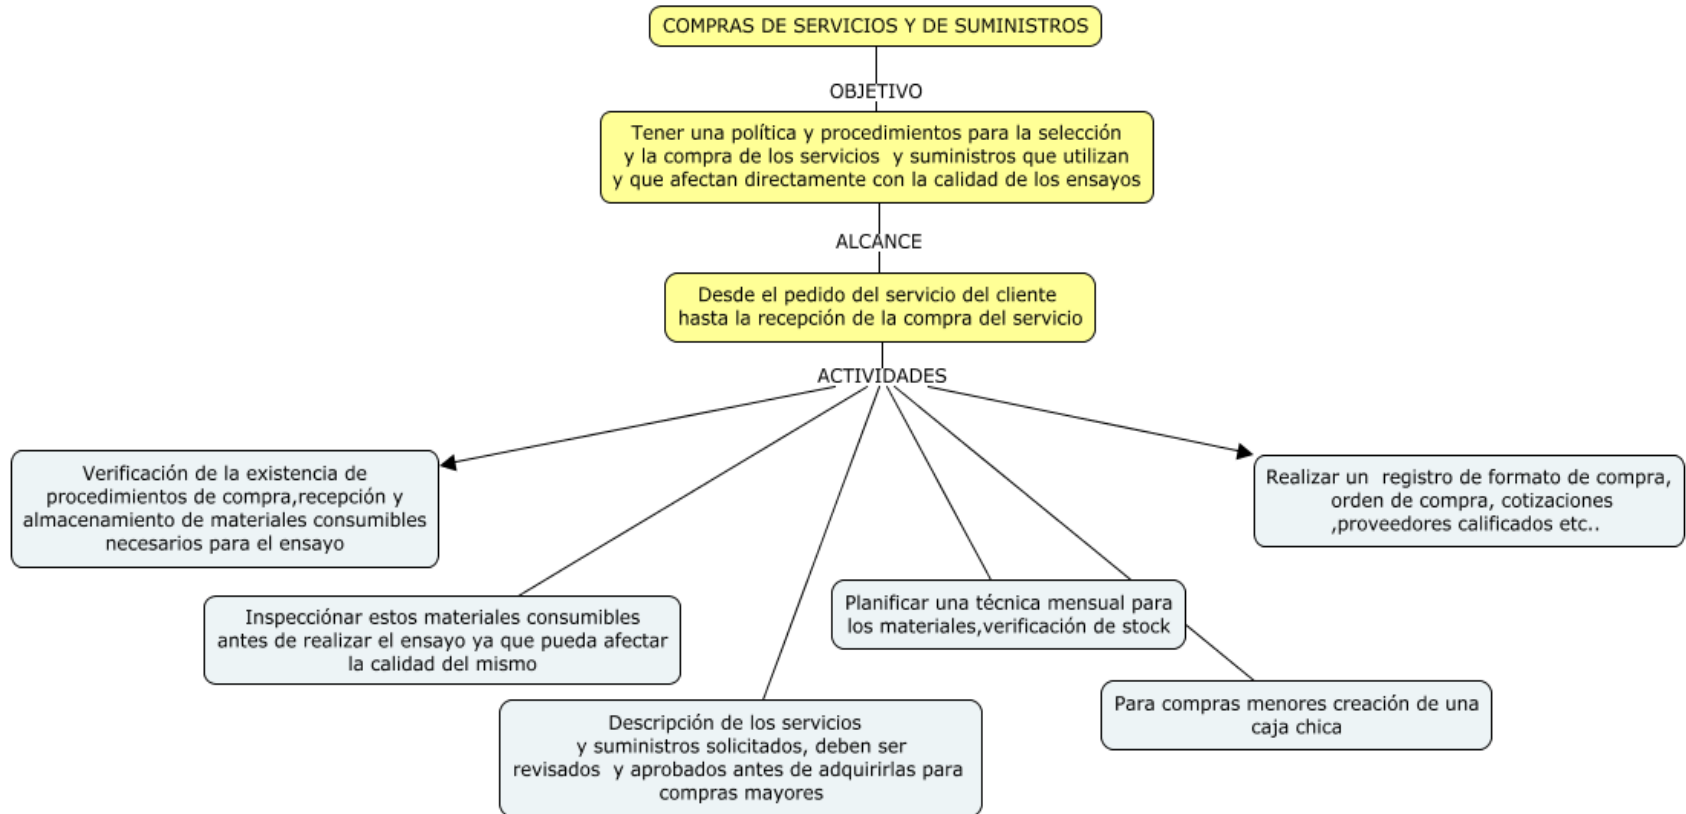 COMPRAS DE SERVICIOS Y DE SUMINISTROS
OBJETIVO
Tener una política y procedimientos para la selección
y la compra de los servicios y suministros que utilizan
y que afectan directamente con la calidad de los ensayos
ALCANCE
Desde el pedido del servicio del cliente
hasta la recepción de la compra del servicio
ACTIVIDADES
Verificación de la existencia de
procedimientos de compra,recepción y
almacenamiento de materiales consumibles
necesarios para el ensayo
Inspecciónar estos materiales consumibles
antes de realizar el ensayo ya que pueda afectar
la calidad del mismo
Descripción de los servicios
y suministros solicitados, deben ser
revisados y aprobados antes de adquirirlas para
compras mayores
Planificar una técnica mensual para
los materiales,verificación de stock
Para compras menores creación de una
caja chica
Realizar un registro de formato de compra,
orden de compra, cotizaciones
,proveedores calificados etc..